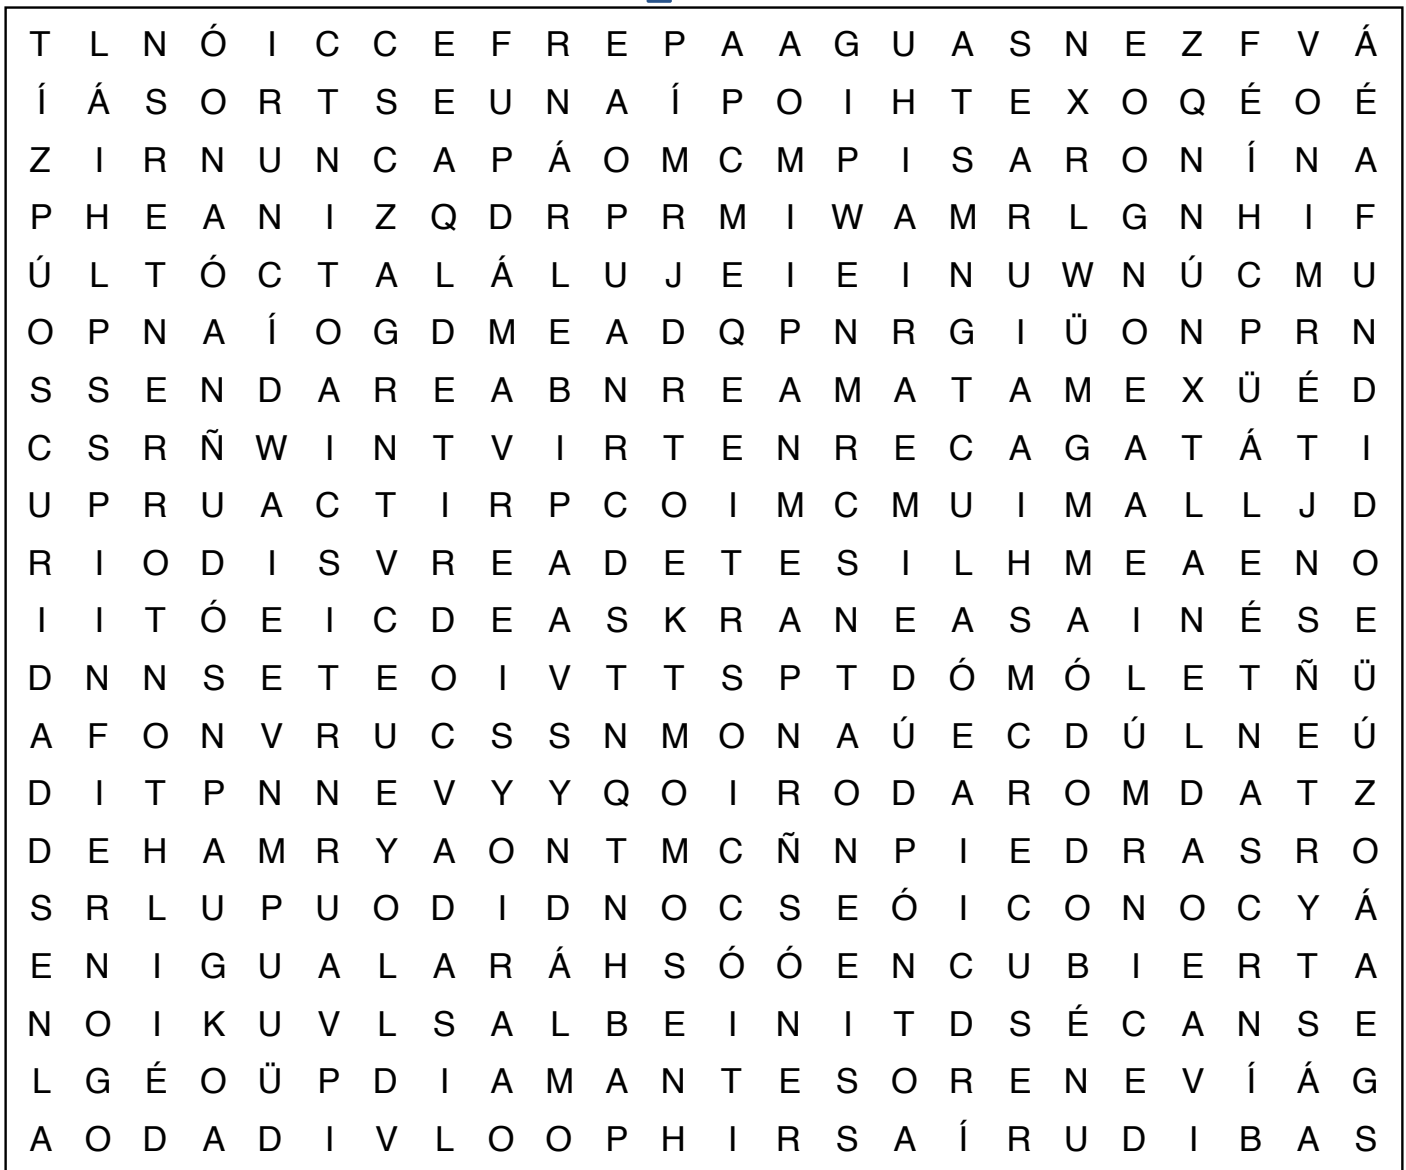 T L N Ó I C C E F R E P A A G U A S N E Z F V Á
Í Á S O R T S E U N A Í P O I H T E X O Q É O É
Z I R N U N C A P Á O M C M P I S A R O N Í N A
P H E A N I Z Q D R P R M I W A M R L G N H I F
Ú L T Ó C T A L Á L U J E I E I N U W N Ú C M U
O P N A Í O G D M E A D Q P N R G I Ü O N P R N
S S E N D A R E A B N R E A M A T A M E X Ü É D
C S R Ñ W I N T V I R T E N R E C A G A T Á T I
U P R U A C T I R P C O I M C M U I M A L L J D
R I O D I S V R E A D E T E S I L H M E A E N O
I I T Ó E I C D E A S K R A N E A S A I N É S E
D N N S E T E O I V T T S P T D Ó M Ó L E T Ñ Ü
A F O N V R U C S S N M O N A Ú E C D Ú L N E Ú
D I T P N N E V Y Y Q O I R O D A R O M D A T Z
D E H A M R Y A O N T M C Ñ N P I E D R A S R O
S R L U P U O D I D N O C S E Ó I C O N O C Y Á
E N I G U A L A R Á H S Ó Ó E N C U B I E R T A
N O I K U V L S A L B E I N I T D S É C A N S E
L G É O Ü P D I A M A N T E S O R E N E V Í Á G
A O D A D I V L O O P H I R S A Í R U D I B A S